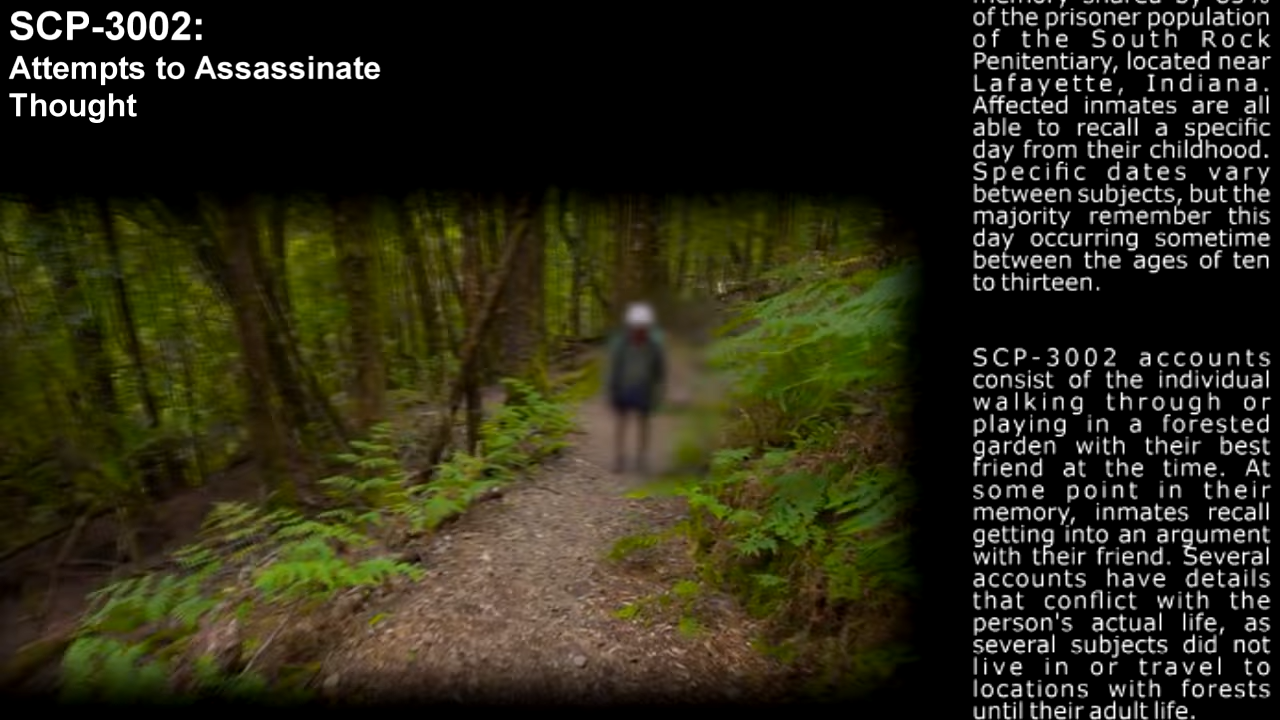 SCP-3002:
Attempts to Assassinate
Thought
memory shared by 85%
of the prisoner population
of the South Rock
Penitentiary, located near
Lafayette, Indiana.
Affected inmates are all
able to recall a specific
day from their childhood.
Specific dates vary
between subjects, but the
majority remember this
day occurring sometime
between the ages of ten
to thirteen.
SCP-3002 accounts
consist of the individual
walking through or
playing in a forested
garden with their best
friend at the time. At
some point in their
memory, inmates recall
getting into an argument
with their friend. Several
accounts have details
that conflict with the
person's actual life, as
several subjects did not
live in or travel to
locations with forests
until their adult life.